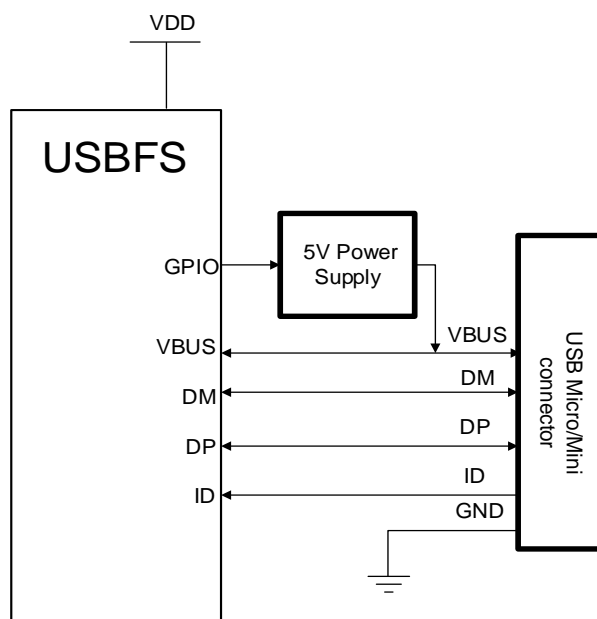 VDD
USBFS
GPIO
5V Power
Supply
VBUS
VBUS
DM
DM
DP
DP
ID
ID
GND
USB Micro/Mini
connector